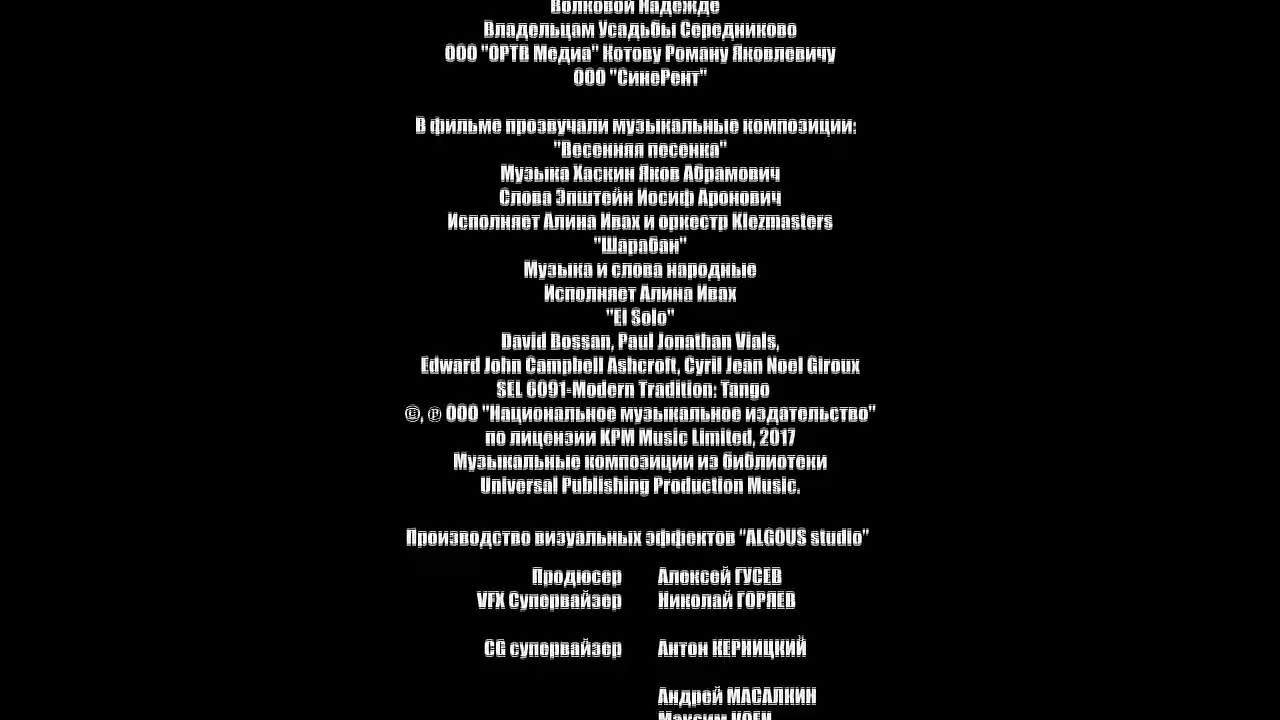 Волковой Надежде
Владельцам Усадьбы Середниково
ООО "ОРТВ Медиа" Котову Роману Яковлевичу
ООО "СинеРент"
В фильме прозвучали музыкальные композиции:
"Весенняя песенка"
Музыка Хаскин Яков Абрамович
Слова Эпштейн Иосиф Аронович
Исполняет Алина Ивах и оркестр Klezmasters
"Шарабан"
Музыка и слова народные
Исполняет Алина Ивах
"El Solo"
David Bossan, Paul Jonathan Vials,
Edward John Campbell Ashcroft, Cyril Jean Noel Giroux
SEL 6091-Modern Tradition: Tango
©, ℗ ООО "Национальное музыкальное издательство"
по лицензии KPM Music Limited, 2017
Музыкальные композиции из библиотеки
Universal Publishing Production Music.
Производство визуальных эффектов “ALGOUS studio”
Продюсер Алексей ГУСЕВ
VFX Супервайзер Николай ГОРЯЕВ
CG супервайзер Антон КЕРНИЦКИЙ
Андрей МАСАЛКИН
Максим